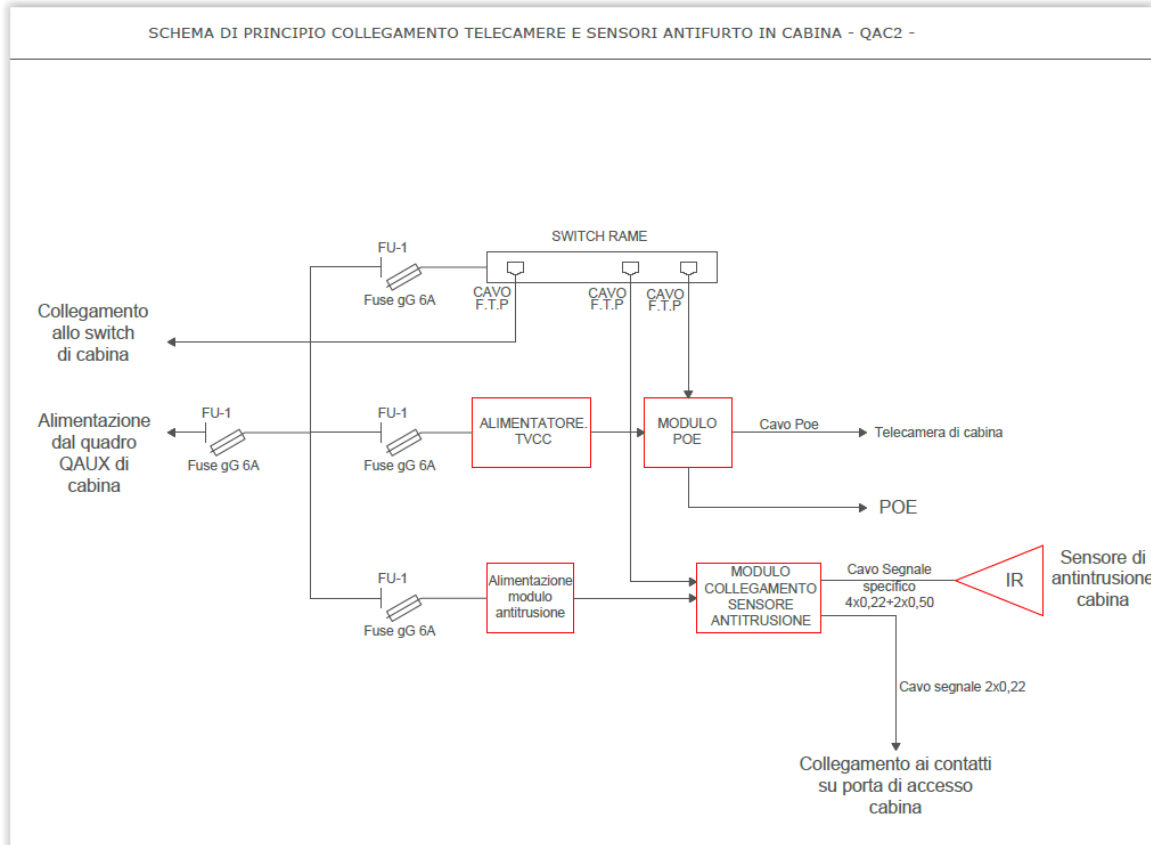 SCHEMA DI PRINCIPIO COLLEGAMENTO TELECAMERE E SENSORI ANTIFURTO IN CABINA - QAC2 -
SWITCH RAME
FU-1
Fuse gG 6A
CAVO
F.T.P
CAVO
F.T.P
CAVO
F.T.P
Collegamento
allo switch
di cabina
Alimentazione
dal quadro
QAUX di
cabina
FU-1
Fuse gG 6A
FU-1
Fuse gG 6A
ALIMENTATORE.
TVCC
MODULO
POE
Cavo Poe
Telecamera di cabina
POE
FU-1
Fuse gG 6A
Alimentazione
modulo
antitrusione
MODULO
COLLEGAMENTO
SENSORE
ANTITRUSIONE
Cavo Segnale
specifico
4x0,22+2x0,50
IR
Sensore di
antintrusione
cabina
Cavo segnale 2x0,22
Collegamento ai contatti
su porta di accesso
cabina